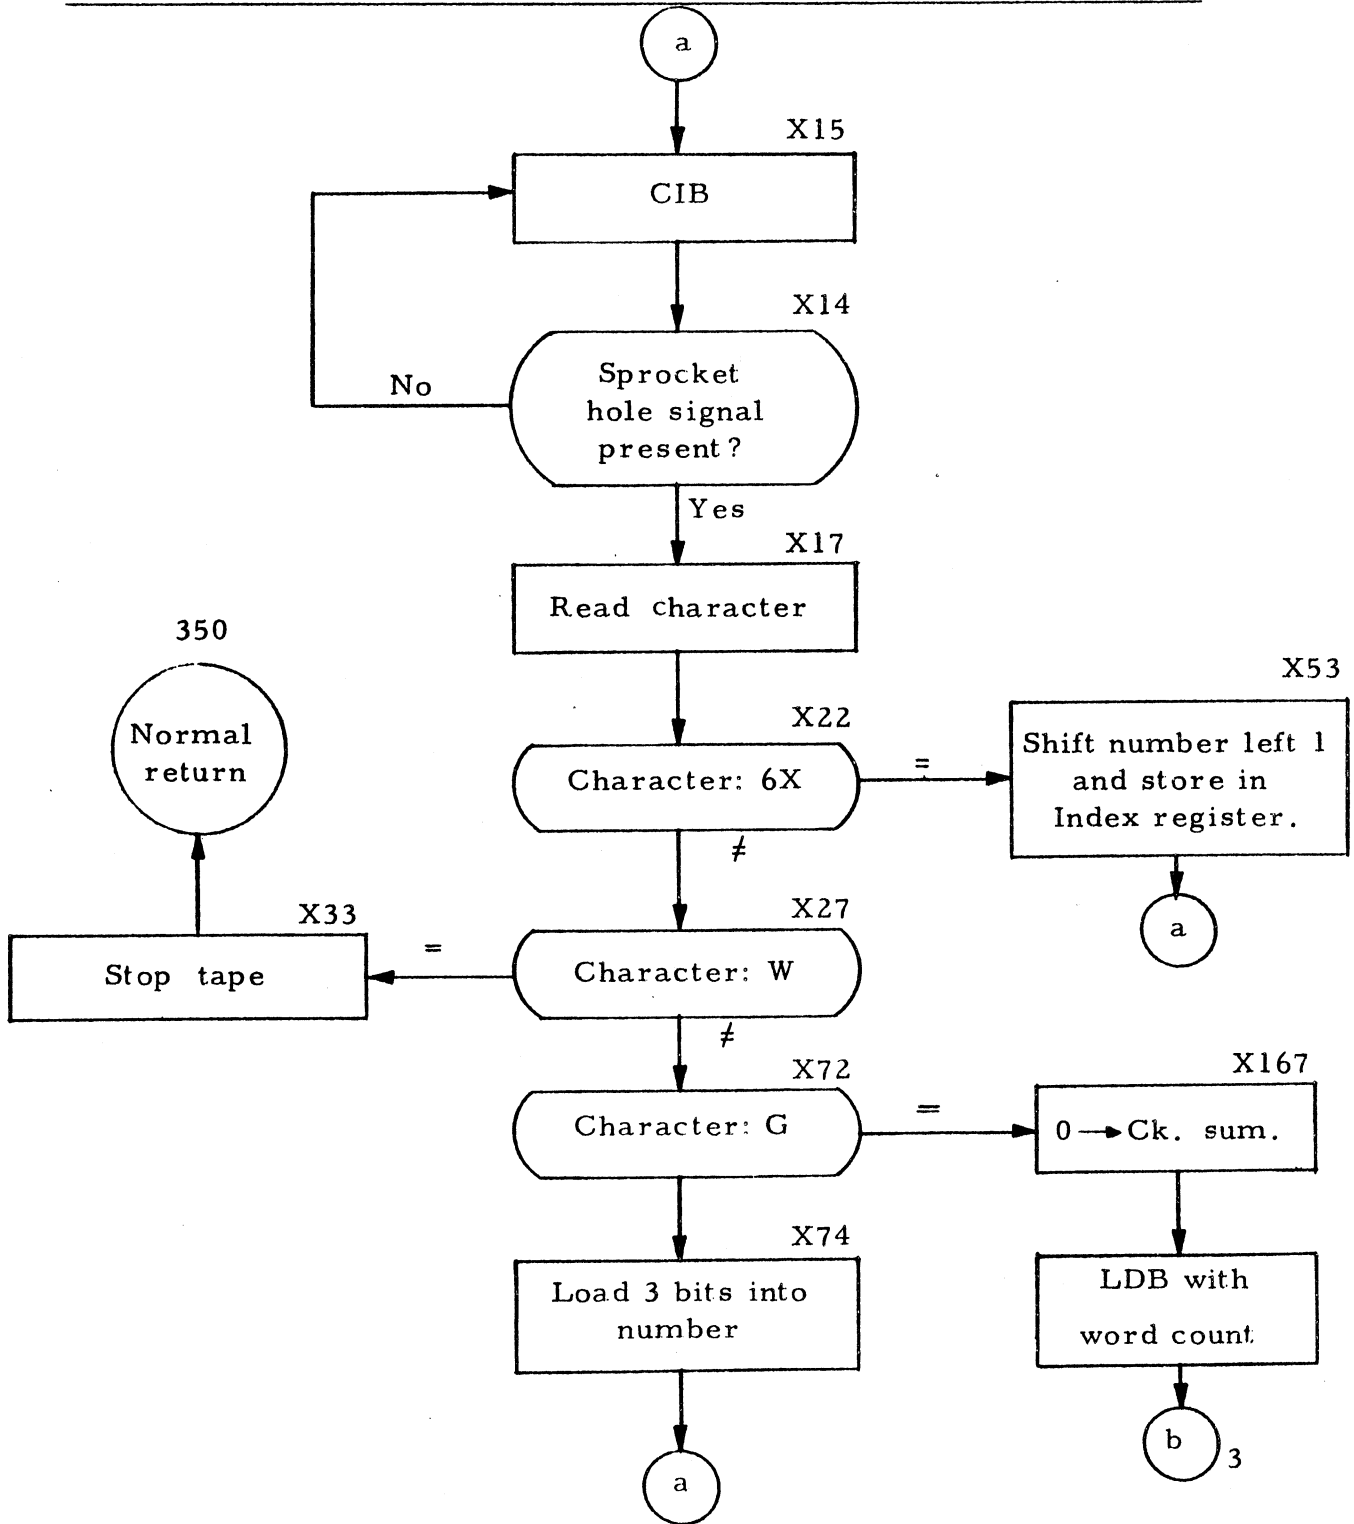 a
X15
CIB
X14
Sprocket
hole signal
present?
No
Yes
X17
Read character
350
Normal
return
X22
Character: 6X
=
X53
Shift number left 1
and store in
Index register.
≠
a
X33
Stop tape
=
X27
Character: W
≠
X72
Character: G
=
X167
0→Ck. sum.
X74
Load 3 bits into
number
LDB with
word count
a
b
3